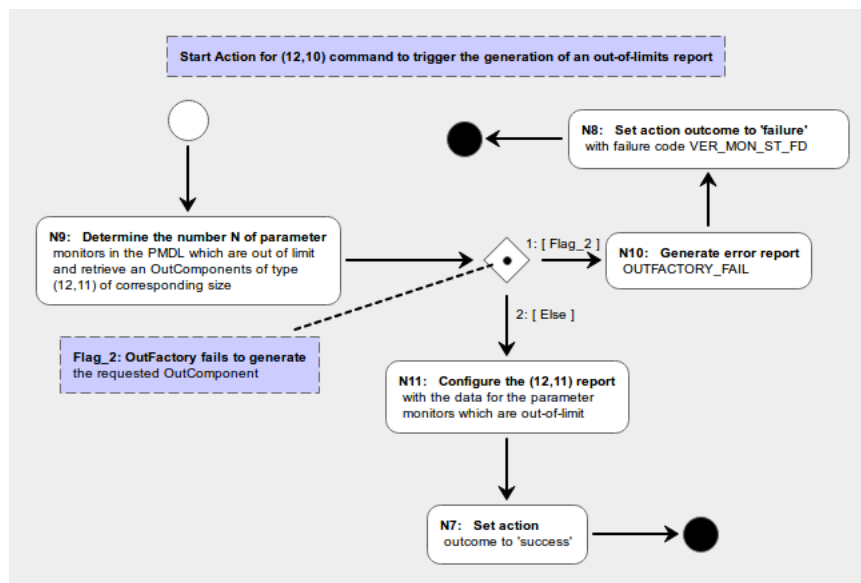 Start Action for (12,10) command to trigger the generation of an out-of-limits report
N8: Set action outcome to 'failure'
with failure code VER_MON_ST_FD
N9: Determine the number N of parameter
monitors in the PMDL which are out of limit
and retrieve an OutComponents of type
(12,11) of corresponding size
1: [ Flag_2 ]
N10: Generate error report
OUTFACTORY_FAIL
2: [ Else ]
Flag_2: OutFactory fails to generate
the requested OutComponent
N11: Configure the (12,11) report
with the data for the parameter
monitors which are out-of-limit
N7: Set action
outcome to 'success'